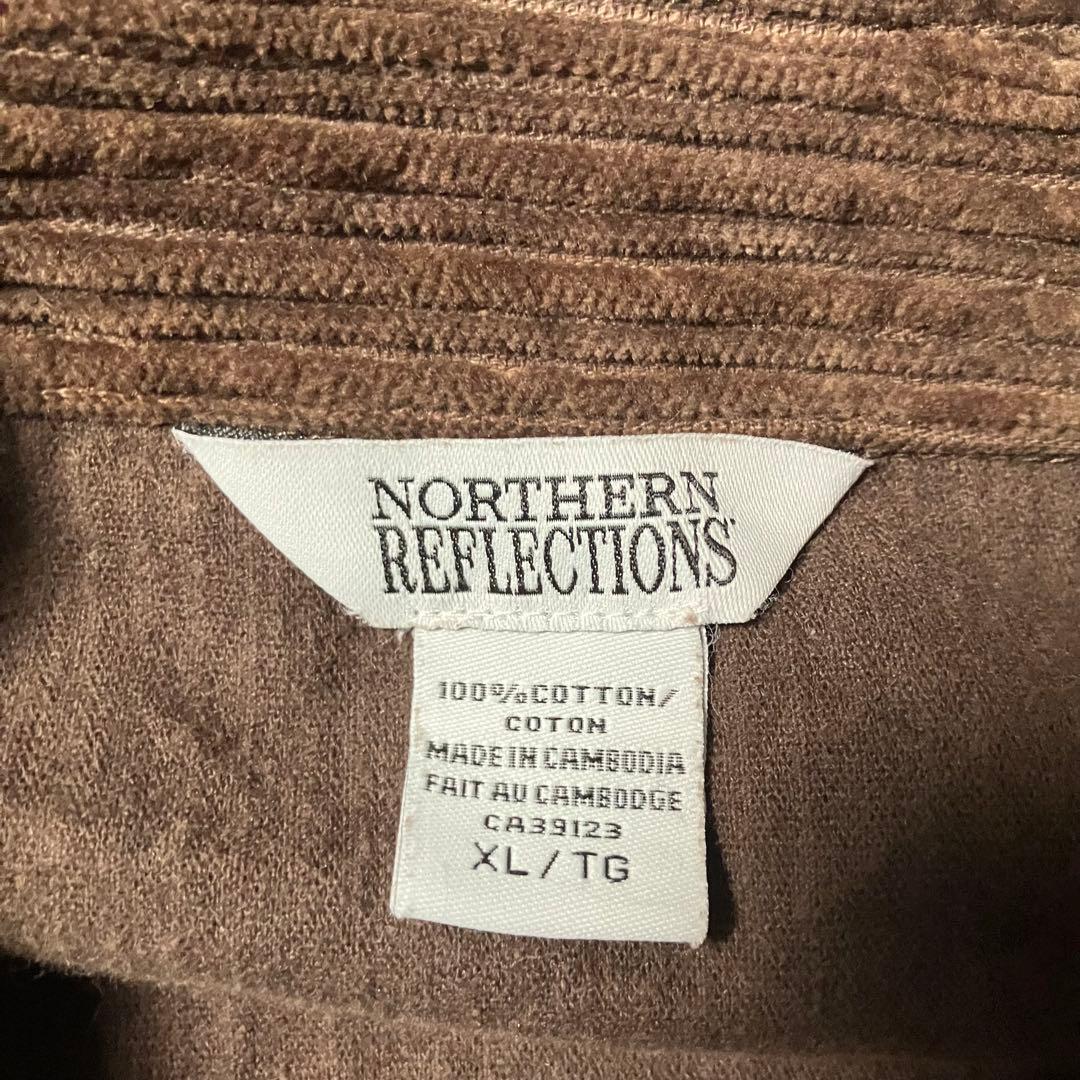 NORTHERN
REFLECTIONS
100%COTTON/
COTON
MADE IN CAMBODIA
FAIT AU CAMBODGE
CA39123
XL/TG